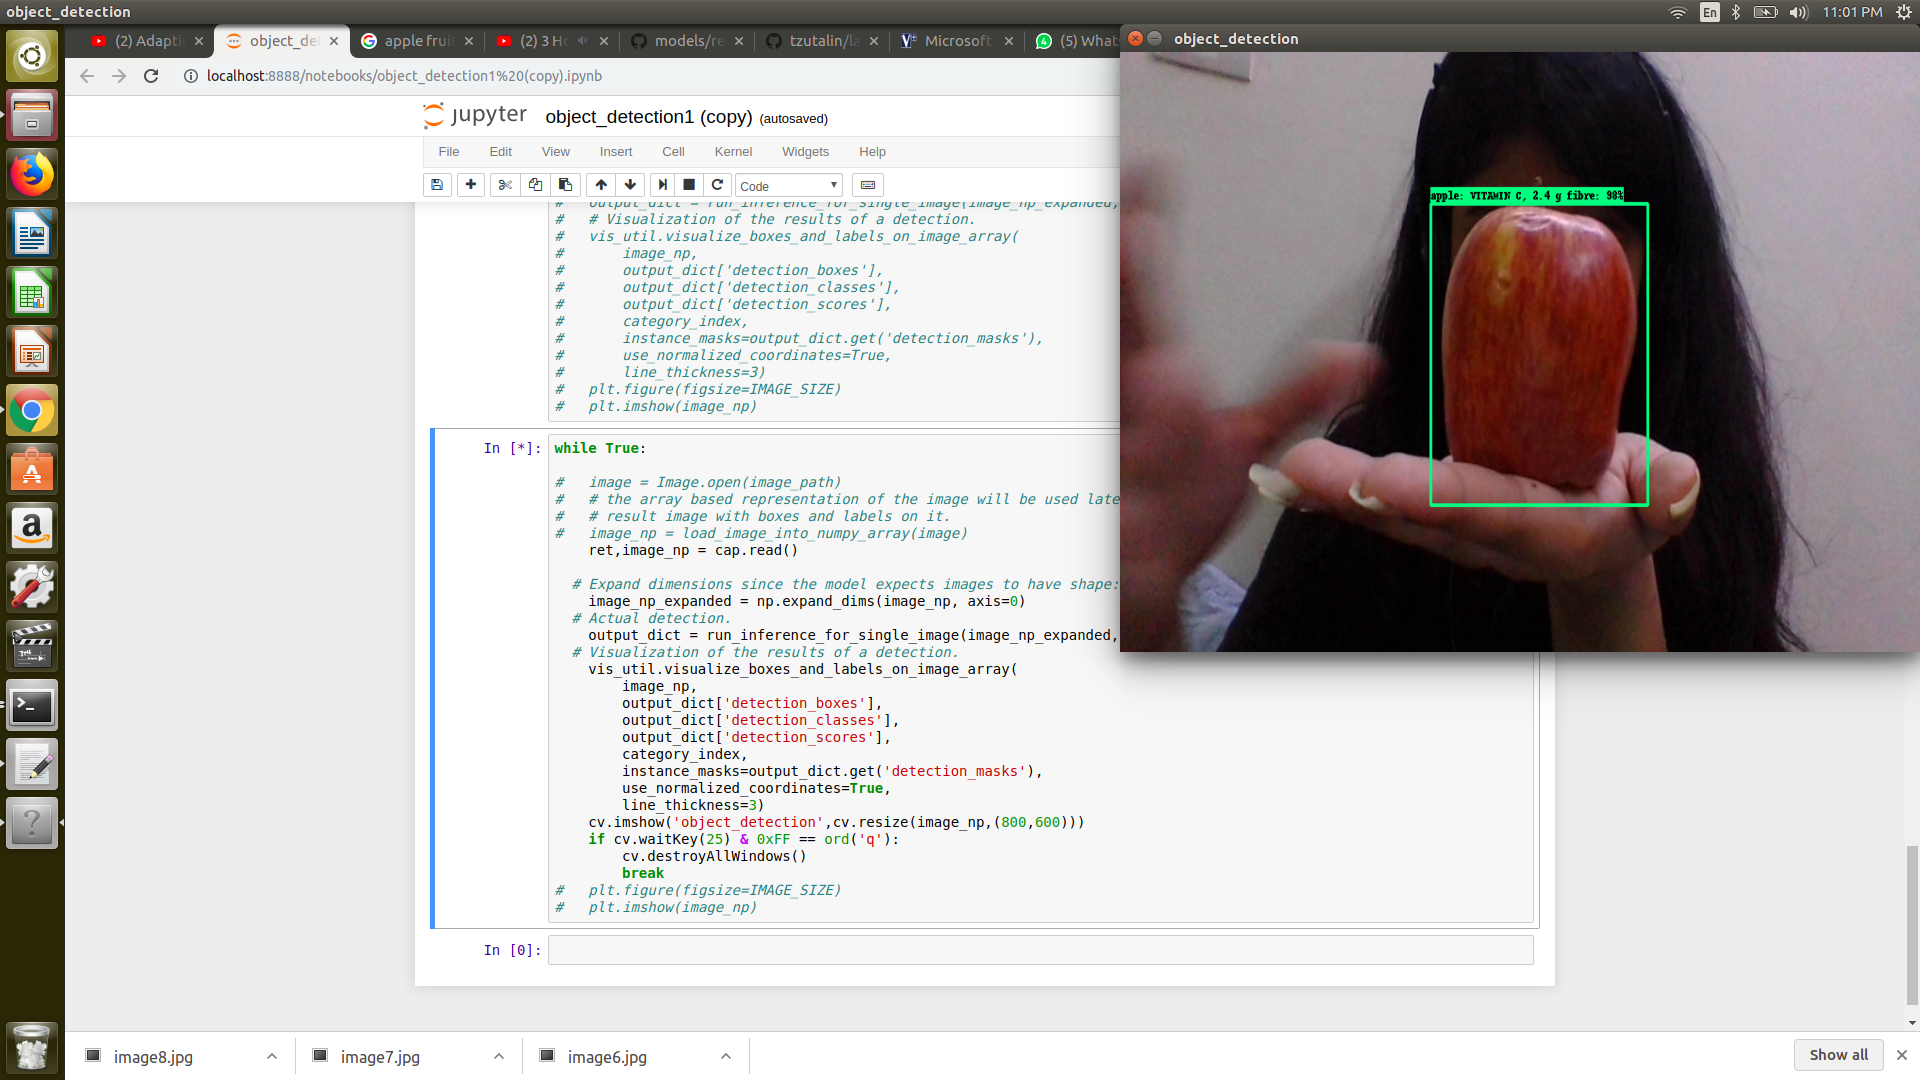 object_detection
En
11:01 PM
(2) Adapti
object_det
apple fruit
(2) 3 Ho
models/re
tzutalin/la
Microsoft
(5) What
object_detection
localhost:8888/notebooks/object_detection1%20(copy).ipynb
jupyter object_detection1 (copy) (autosaved)
File Edit View Insert Cell Kernel Widgets Help
Code
apple: VITAMIN C, 2.4 g fibre: 98%
#   output_dict = run_inference_for_single_image(image_np_expanded,
#   # Visualization of the results of a detection.
#   vis_util.visualize_boxes_and_labels_on_image_array(
#       image_np,
#       output_dict['detection_boxes'],
#       output_dict['detection_classes'],
#       output_dict['detection_scores'],
#       category_index,
#       instance_masks=output_dict.get('detection_masks'),
#       use_normalized_coordinates=True,
#       line_thickness=3)
#   plt.figure(figsize=IMAGE_SIZE)
#   plt.imshow(image_np)
In [*]: while True:
#   image = Image.open(image_path)
#   # the array based representation of the image will be used late
#   # result image with boxes and labels on it.
#   image_np = load_image_into_numpy_array(image)
    ret,image_np = cap.read()
  # Expand dimensions since the model expects images to have shape:
    image_np_expanded = np.expand_dims(image_np, axis=0)
  # Actual detection.
    output_dict = run_inference_for_single_image(image_np_expanded,
  # Visualization of the results of a detection.
    vis_util.visualize_boxes_and_labels_on_image_array(
        image_np,
        output_dict['detection_boxes'],
        output_dict['detection_classes'],
        output_dict['detection_scores'],
        category_index,
        instance_masks=output_dict.get('detection_masks'),
        use_normalized_coordinates=True,
        line_thickness=3)
    cv.imshow('object_detection',cv.resize(image_np,(800,600)))
    if cv.waitKey(25) & 0xFF == ord('q'):
        cv.destroyAllWindows()
        break
#   plt.figure(figsize=IMAGE_SIZE)
#   plt.imshow(image_np)
In [0]:
image8.jpg
image7.jpg
image6.jpg
Show all